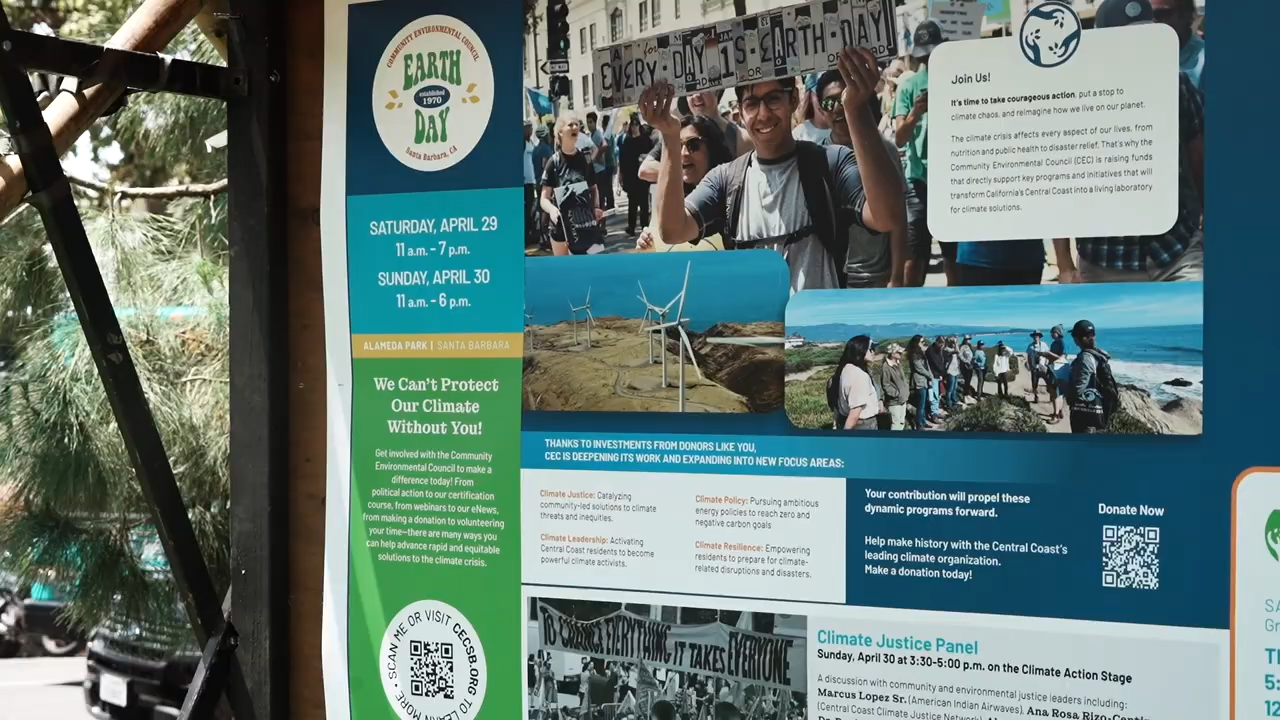 COMMUNITY ENVIRONMENTAL COUNCIL
EARTH
established
1970
DAY
Santa Barbara, CA
SATURDAY, APRIL 29
11 a.m. - 7 p.m.
SUNDAY, APRIL 30
11 a.m. - 6 p.m.
ALAMEDA PARK | SANTA BARBARA
We Can't Protect
Our Climate
Without You!
Get involved with the Community
Environmental Council to make a
difference today! From
political action to our certification
course, from webinars to our eNews,
from making a donation to volunteering
your time—there are many ways you
can help advance rapid and equitable
solutions to the climate crisis.
SCAN ME OR VISIT CECSB.ORG TO LEARN MORE
EVERY DAY IS EARTH DAY
Join Us!
It's time to take courageous action, put a stop to
climate chaos, and reimagine how we live on our planet.
The climate crisis affects every aspect of our lives, from
nutrition and public health to disaster relief. That's why the
Community Environmental Council (CEC) is raising funds
that directly support key programs and initiatives that will
transform California's Central Coast into a living laboratory
for climate solutions.
THANKS TO INVESTMENTS FROM DONORS LIKE YOU,
CEC IS DEEPENING ITS WORK AND EXPANDING INTO NEW FOCUS AREAS:
Climate Justice: Catalyzing
community-led solutions to climate
threats and inequities.
Climate Leadership: Activating
Central Coast residents to become
powerful climate activists.
Climate Policy: Pursuing ambitious
energy policies to reach zero and
negative carbon goals
Climate Resilience: Empowering
residents to prepare for climate-
related disruptions and disasters.
Your contribution will propel these
dynamic programs forward.
Help make history with the Central Coast's
leading climate organization.
Make a donation today!
Donate Now
TO CHANGE EVERYTHING IT TAKES EVERYONE
Climate Justice Panel
Sunday, April 30 at 3:30-5:00 p.m. on the Climate Action Stage
A discussion with community and environmental justice leaders including:
Marcus Lopez Sr. (American Indian Airways), Ana Rosa
(Central Coast Climate Justice Network),